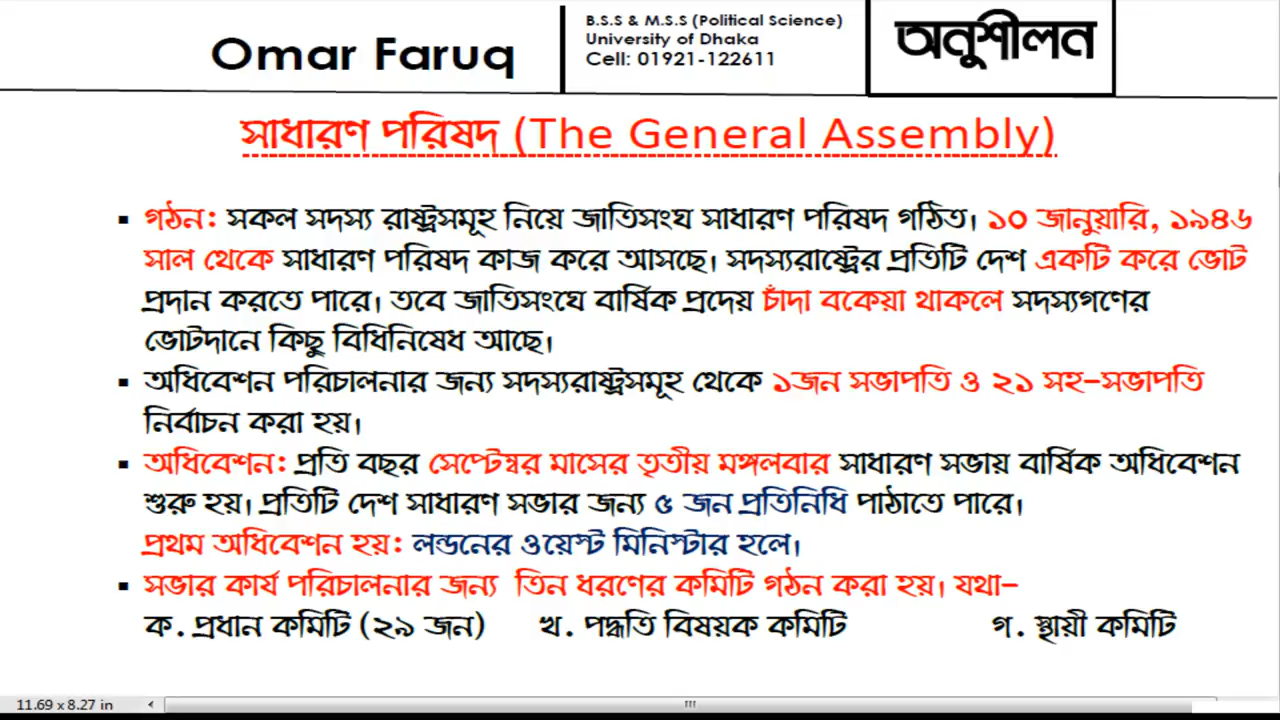 Omar Faruq
B.S.S & M.S.S (Political Science)
University of Dhaka
Cell: 01921-122611
অনুশীলন
সাধারণ পরিষদ (The General Assembly)
▪ গঠন: সকল সদস্য রাষ্ট্রসমূহ নিয়ে জাতিসংঘ সাধারণ পরিষদ গঠিত। ১০ জানুয়ারি, ১৯৪৬
সাল থেকে সাধারণ পরিষদ কাজ করে আসছে। সদস্যরাষ্ট্রের প্রতিটি দেশ একটি করে ভোট
প্রদান করতে পারে। তবে জাতিসংঘে বার্ষিক প্রদেয় চাঁদা বকেয়া থাকলে সদস্যগণের
ভোটদানে কিছু বিধিনিষেধ আছে।
▪ অধিবেশন পরিচালনার জন্য সদস্যরাষ্ট্রসমূহ থেকে ১জন সভাপতি ও ২১ সহ-সভাপতি
নির্বাচন করা হয়।
▪ অধিবেশন: প্রতি বছর সেপ্টেম্বর মাসের তৃতীয় মঙ্গলবার সাধারণ সভায় বার্ষিক অধিবেশন
শুরু হয়। প্রতিটি দেশ সাধারণ সভার জন্য ৫ জন প্রতিনিধি পাঠাতে পারে।
প্রথম অধিবেশন হয়: লন্ডনের ওয়েস্ট মিনিস্টার হলে।
▪ সভার কার্য পরিচালনার জন্য তিন ধরণের কমিটি গঠন করা হয়। যথা-
ক. প্রধান কমিটি (২৯ জন) খ. পদ্ধতি বিষয়ক কমিটি গ. স্থায়ী কমিটি
11.69 x 8.27 in